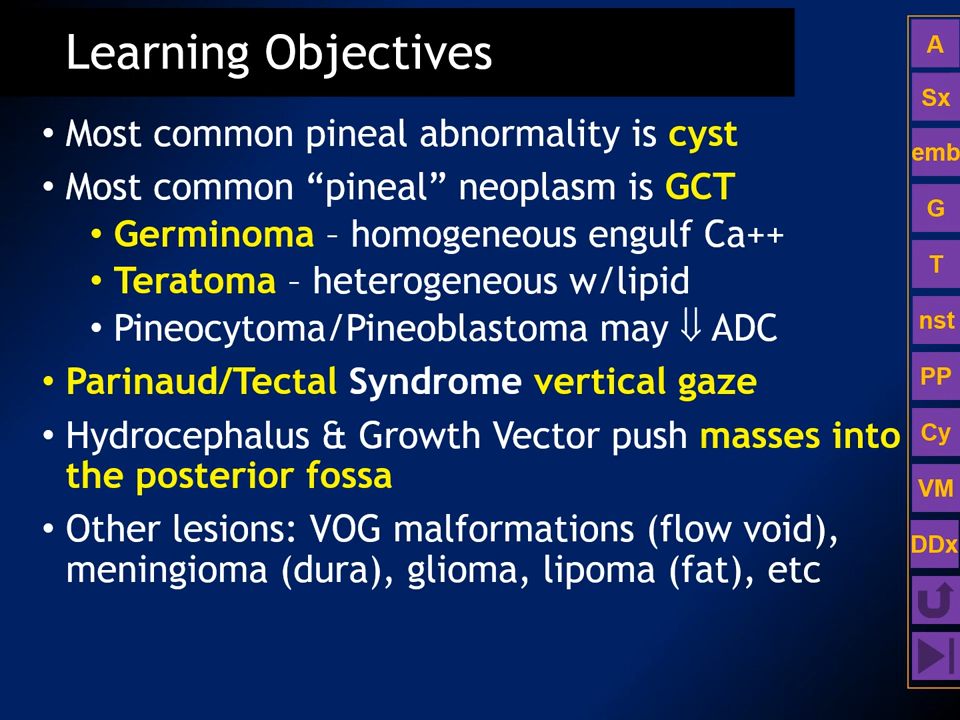 Learning Objectives
• Most common pineal abnormality is cyst
• Most common “pineal” neoplasm is GCT
• Germinoma – homogeneous engulf Ca++
• Teratoma – heterogeneous w/lipid
• Pineocytoma/Pineoblastoma may ⇓ ADC
• Parinaud/Tectal Syndrome vertical gaze
• Hydrocephalus & Growth Vector push masses into
the posterior fossa
• Other lesions: VOG malformations (flow void),
meningioma (dura), glioma, lipoma (fat), etc
A
Sx
emb
G
T
nst
PP
Cy
VM
DDx